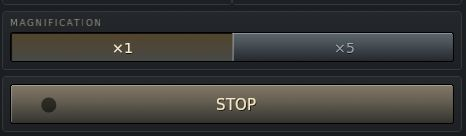 MAGNIFICATION
×1 ×5
STOP